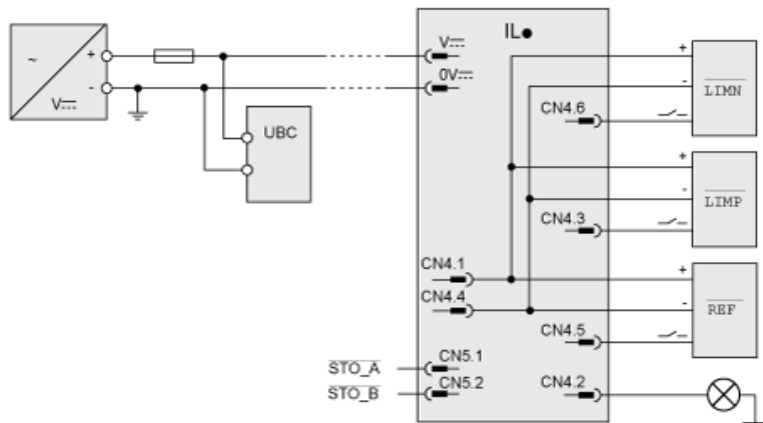 ~
+
-
V⎓
UBC
IL●
V⎓
0V⎓
CN4.6
CN4.3
CN4.1
CN4.4
CN4.5
STO_A
CN5.1
STO_B
CN5.2
CN4.2
+
-
LIMN
+
-
LIMP
+
-
REF